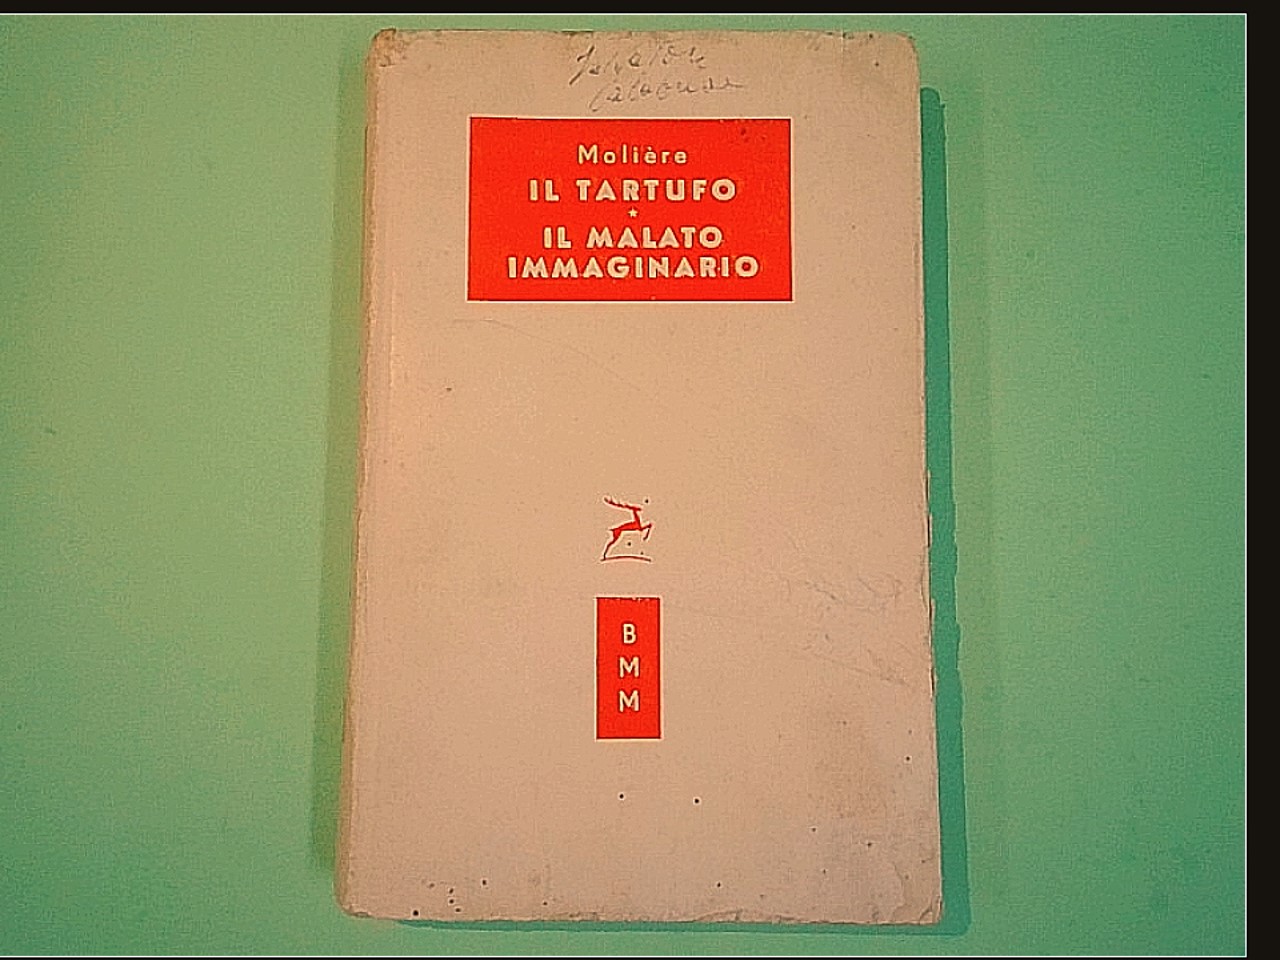 Molière
IL TARTUFO
IL MALATO
IMMAGINARIO
B
M
M